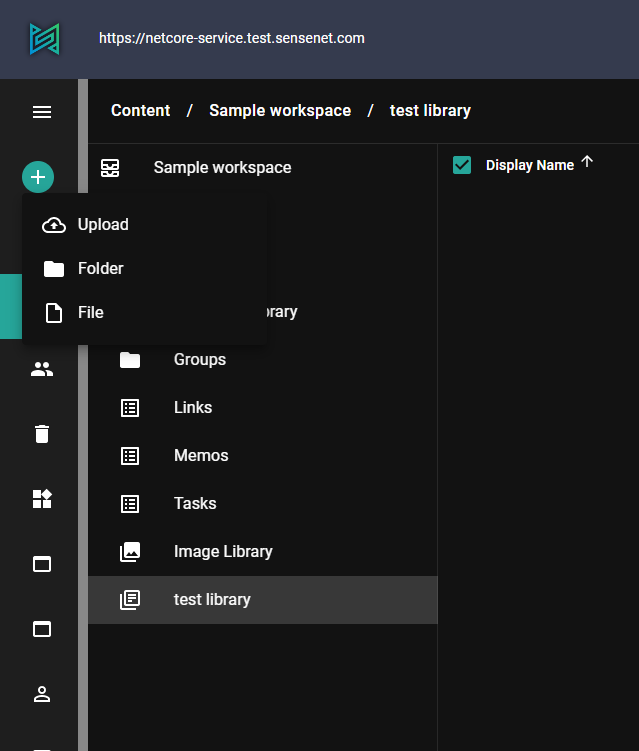 https://netcore-service.test.sensenet.com
Content / Sample workspace / test library
Sample workspace
Display Name
Upload
Folder
File
Groups
Links
Memos
Tasks
Image Library
test library